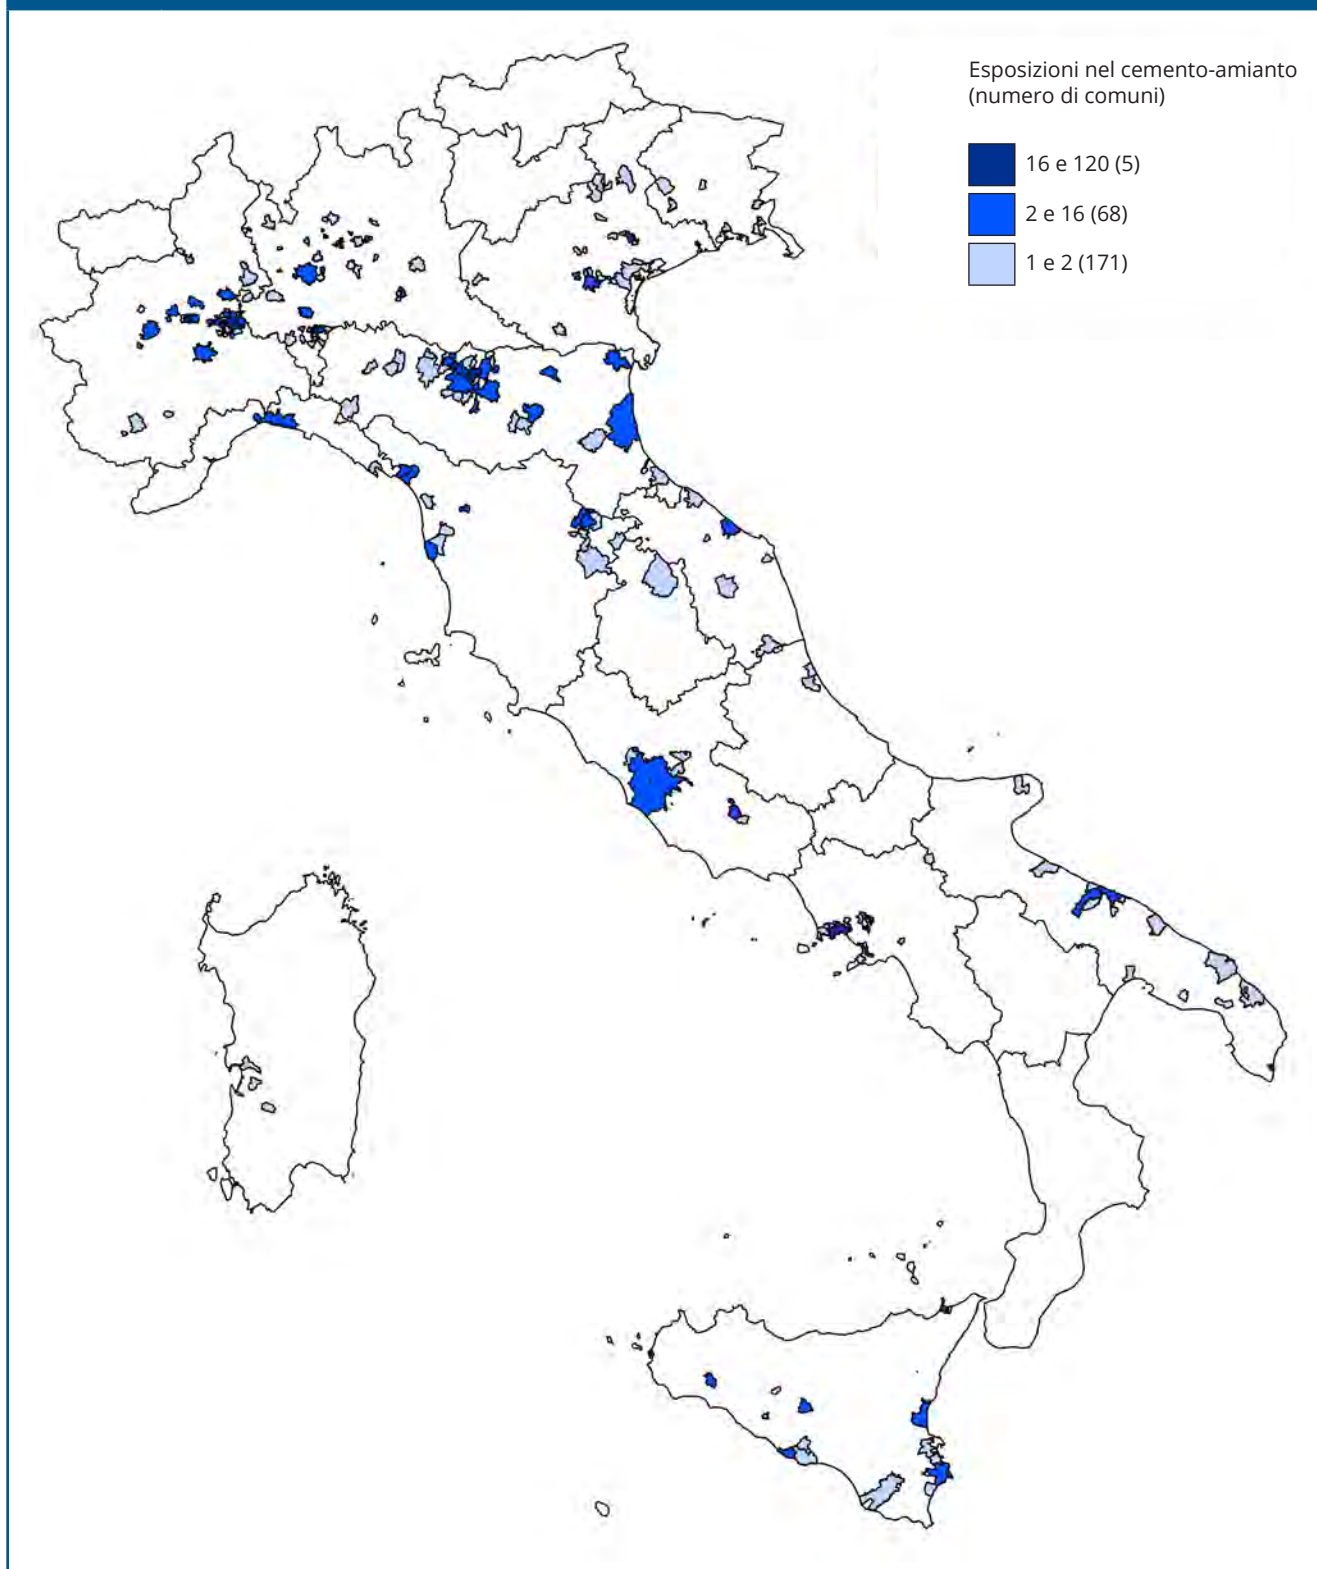 Esposizioni nel cemento-amianto
(numero di comuni)
16 e 120 (5)
2 e 16 (68)
1 e 2 (171)